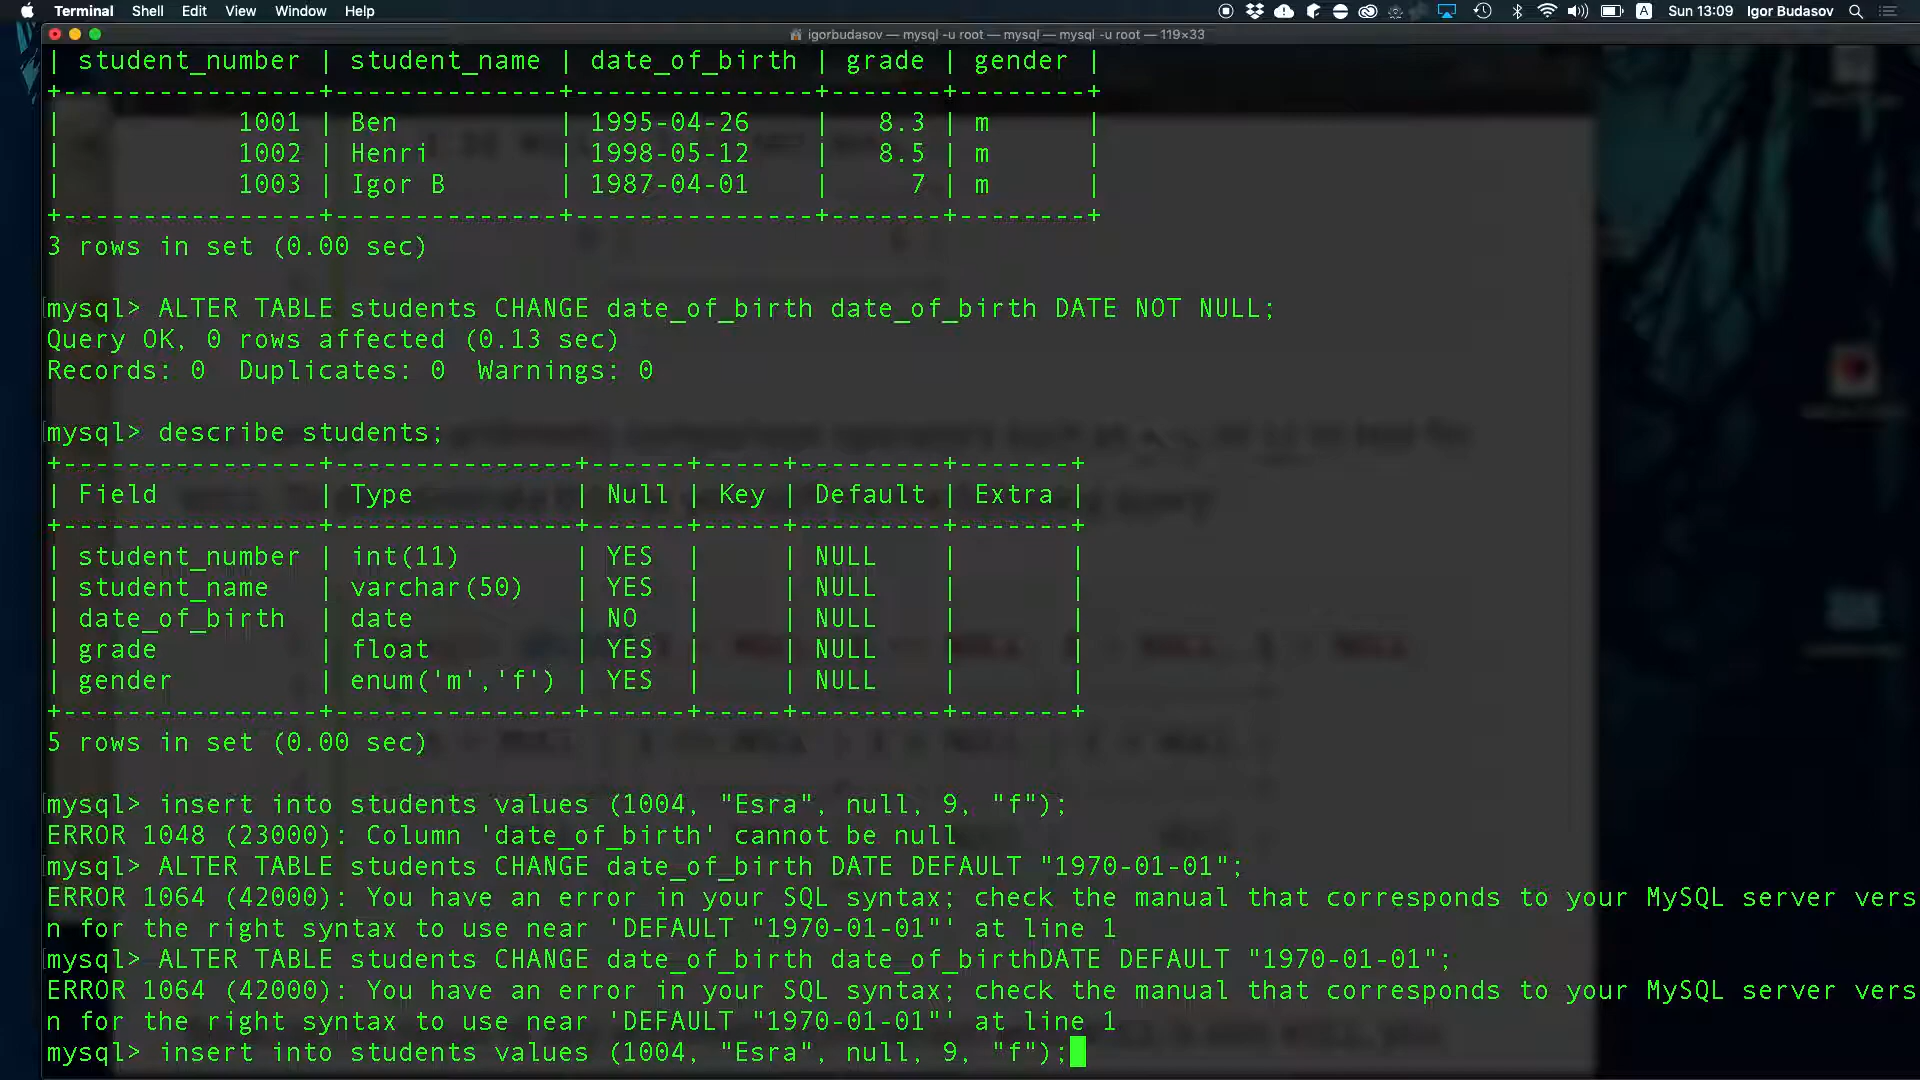 Terminal Shell Edit View Window Help A Sun 13:09 Igor Budasov
igorbudasov — mysql -u root — mysql — mysql -u root — 119×33
| student_number | student_name | date_of_birth | grade | gender |
+----------------+--------------+---------------+-------+--------+
| 1001 | Ben | 1995-04-26 | 8.3 | m |
| 1002 | Henri | 1998-05-12 | 8.5 | m |
| 1003 | Igor B | 1987-04-01 | 7 | m |
+----------------+--------------+---------------+-------+--------+
3 rows in set (0.00 sec)
mysql> ALTER TABLE students CHANGE date_of_birth date_of_birth DATE NOT NULL;
Query OK, 0 rows affected (0.13 sec)
Records: 0 Duplicates: 0 Warnings: 0
mysql> describe students;
+----------------+---------------+------+-----+---------+-------+
| Field | Type | Null | Key | Default | Extra |
+----------------+---------------+------+-----+---------+-------+
| student_number | int(11) | YES | | NULL | |
| student_name | varchar(50) | YES | | NULL | |
| date_of_birth | date | NO | | NULL | |
| grade | float | YES | | NULL | |
| gender | enum('m','f') | YES | | NULL | |
+----------------+---------------+------+-----+---------+-------+
5 rows in set (0.00 sec)
mysql> insert into students values (1004, "Esra", null, 9, "f");
ERROR 1048 (23000): Column 'date_of_birth' cannot be null
mysql> ALTER TABLE students CHANGE date_of_birth DATE DEFAULT "1970-01-01";
ERROR 1064 (42000): You have an error in your SQL syntax; check the manual that corresponds to your MySQL server vers
n for the right syntax to use near 'DEFAULT "1970-01-01"' at line 1
mysql> ALTER TABLE students CHANGE date_of_birth date_of_birthDATE DEFAULT "1970-01-01";
ERROR 1064 (42000): You have an error in your SQL syntax; check the manual that corresponds to your MySQL server vers
n for the right syntax to use near 'DEFAULT "1970-01-01"' at line 1
mysql> insert into students values (1004, "Esra", null, 9, "f");